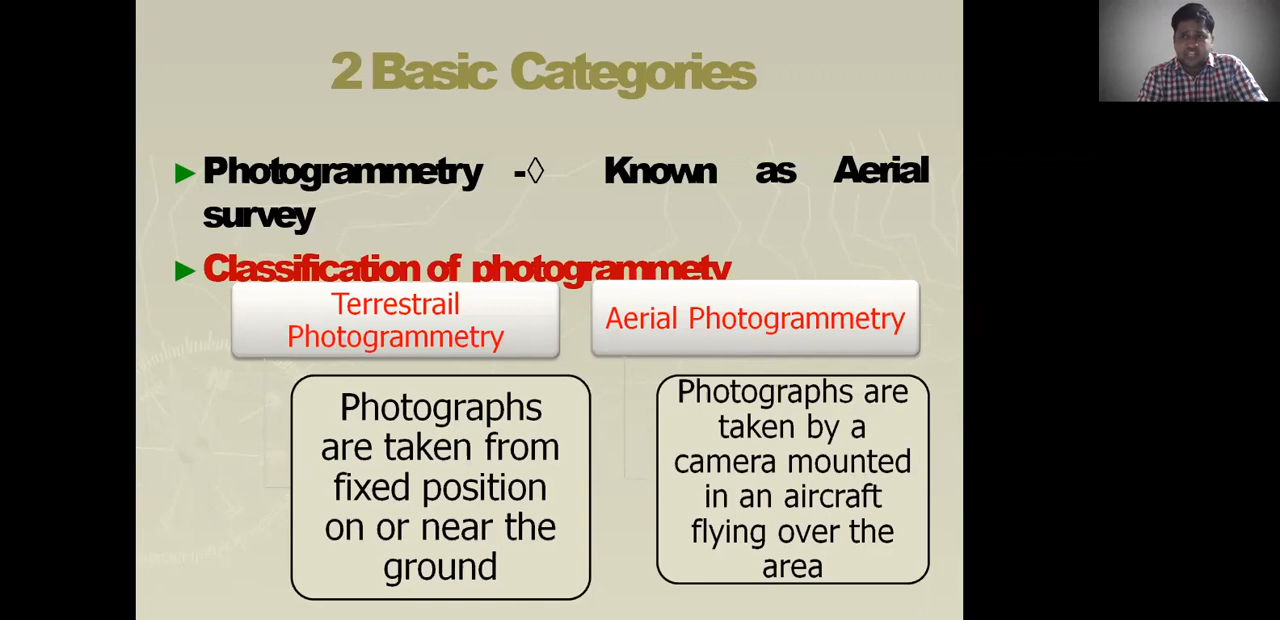 2 Basic Categories
Photogrammetry -◊ Known as Aerial
survey
Classification of photogrammety
Terrestrail
Photogrammetry
Aerial Photogrammetry
Photographs
are taken from
fixed position
on or near the
ground
Photographs are
taken by a
camera mounted
in an aircraft
flying over the
area